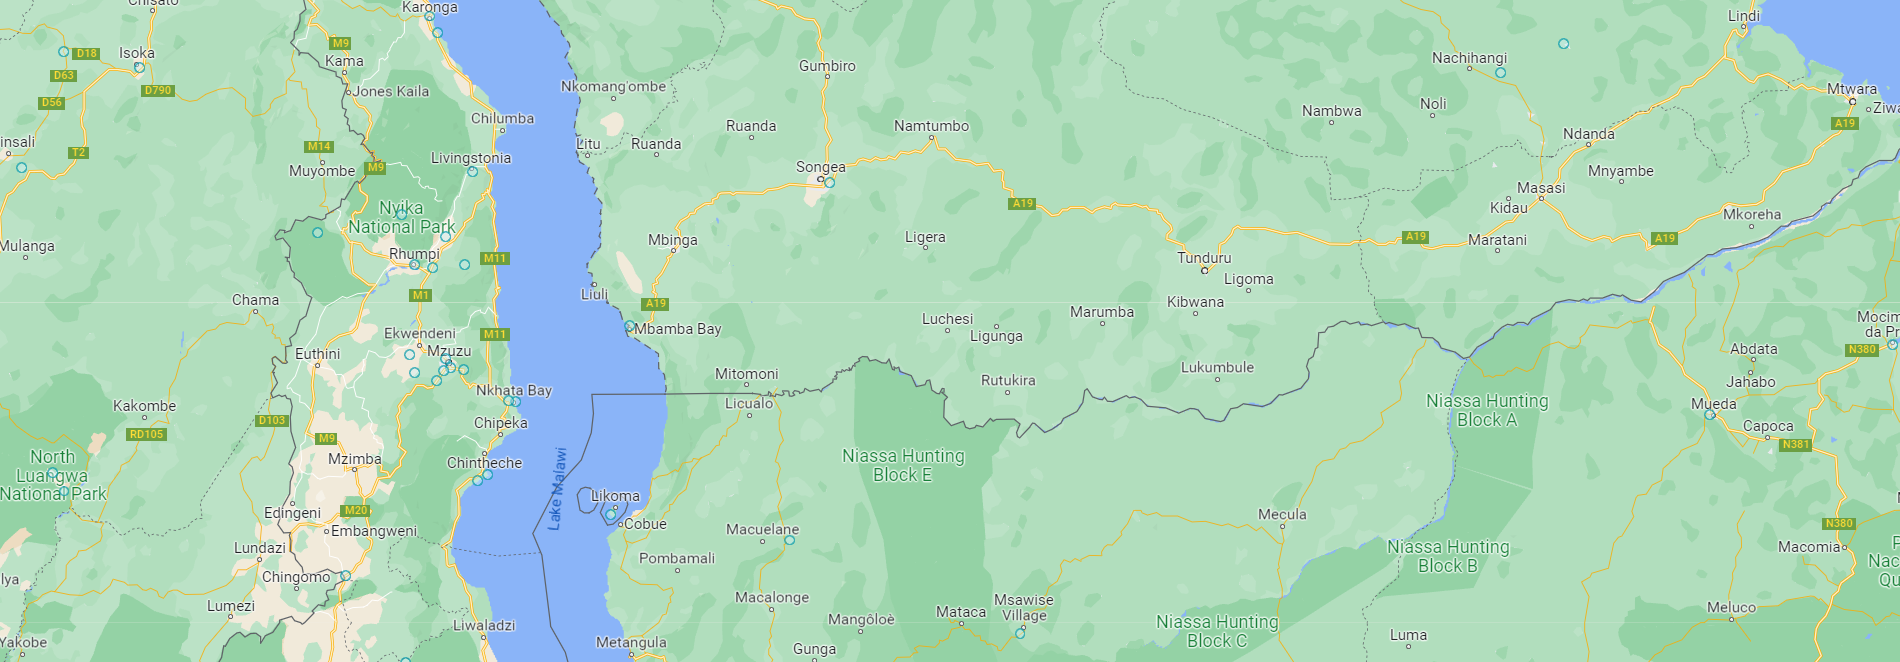 Chisato
Karonga
Lindi
M9
D18
Isoka
Kama
Gumbiro
Nachihangi
D63
D790
Jones Kaila
Nkomang'ombe
Mtwara
D56
Noli
Nambwa
Ziwa
Chilumba
Ruanda
Namtumbo
A19
insali
T2
M14
Litu
Ruanda
Ndanda
Livingstonia
M9
Muyombe
Songea
Mnyambe
Masasi
A19
Nyika
National Park
Kidau
Mkoreha
Mulanga
Mbinga
Ligera
A19
Maratani
A19
Rhumpi
M11
Tunduru
Ligoma
Chama
M1
Liuli
A19
Kibwana
Marumba
Luchesi
Ligunga
Mocim
da Pr
Ekwendeni
M11
Mbamba Bay
Euthini
Mzuzu
Abdata
N380
Mitomoni
Lukumbule
Rutukira
Jahabo
Nkhata Bay
Licualo
Niassa Hunting
Block A
Mueda
Kakombe
D103
RD105
Chipeka
Capoca
M9
N381
Mzimba
Chintheche
Lake Malawi
Niassa Hunting
Block E
North
Luangwa
National Park
Likoma
Edingeni
M20
Embangweni
Cobue
Macuelane
Mecula
N380
Lundazi
Pombamali
Niassa Hunting
Block B
Macomia
P
Nac
Qu
lya
Chingomo
Lumezi
Macalonge
Msawise
Village
Mataca
Meluco
Liwaladzi
Mangôloè
Niassa Hunting
Block C
Yakobe
Metangula
Gunga
Luma